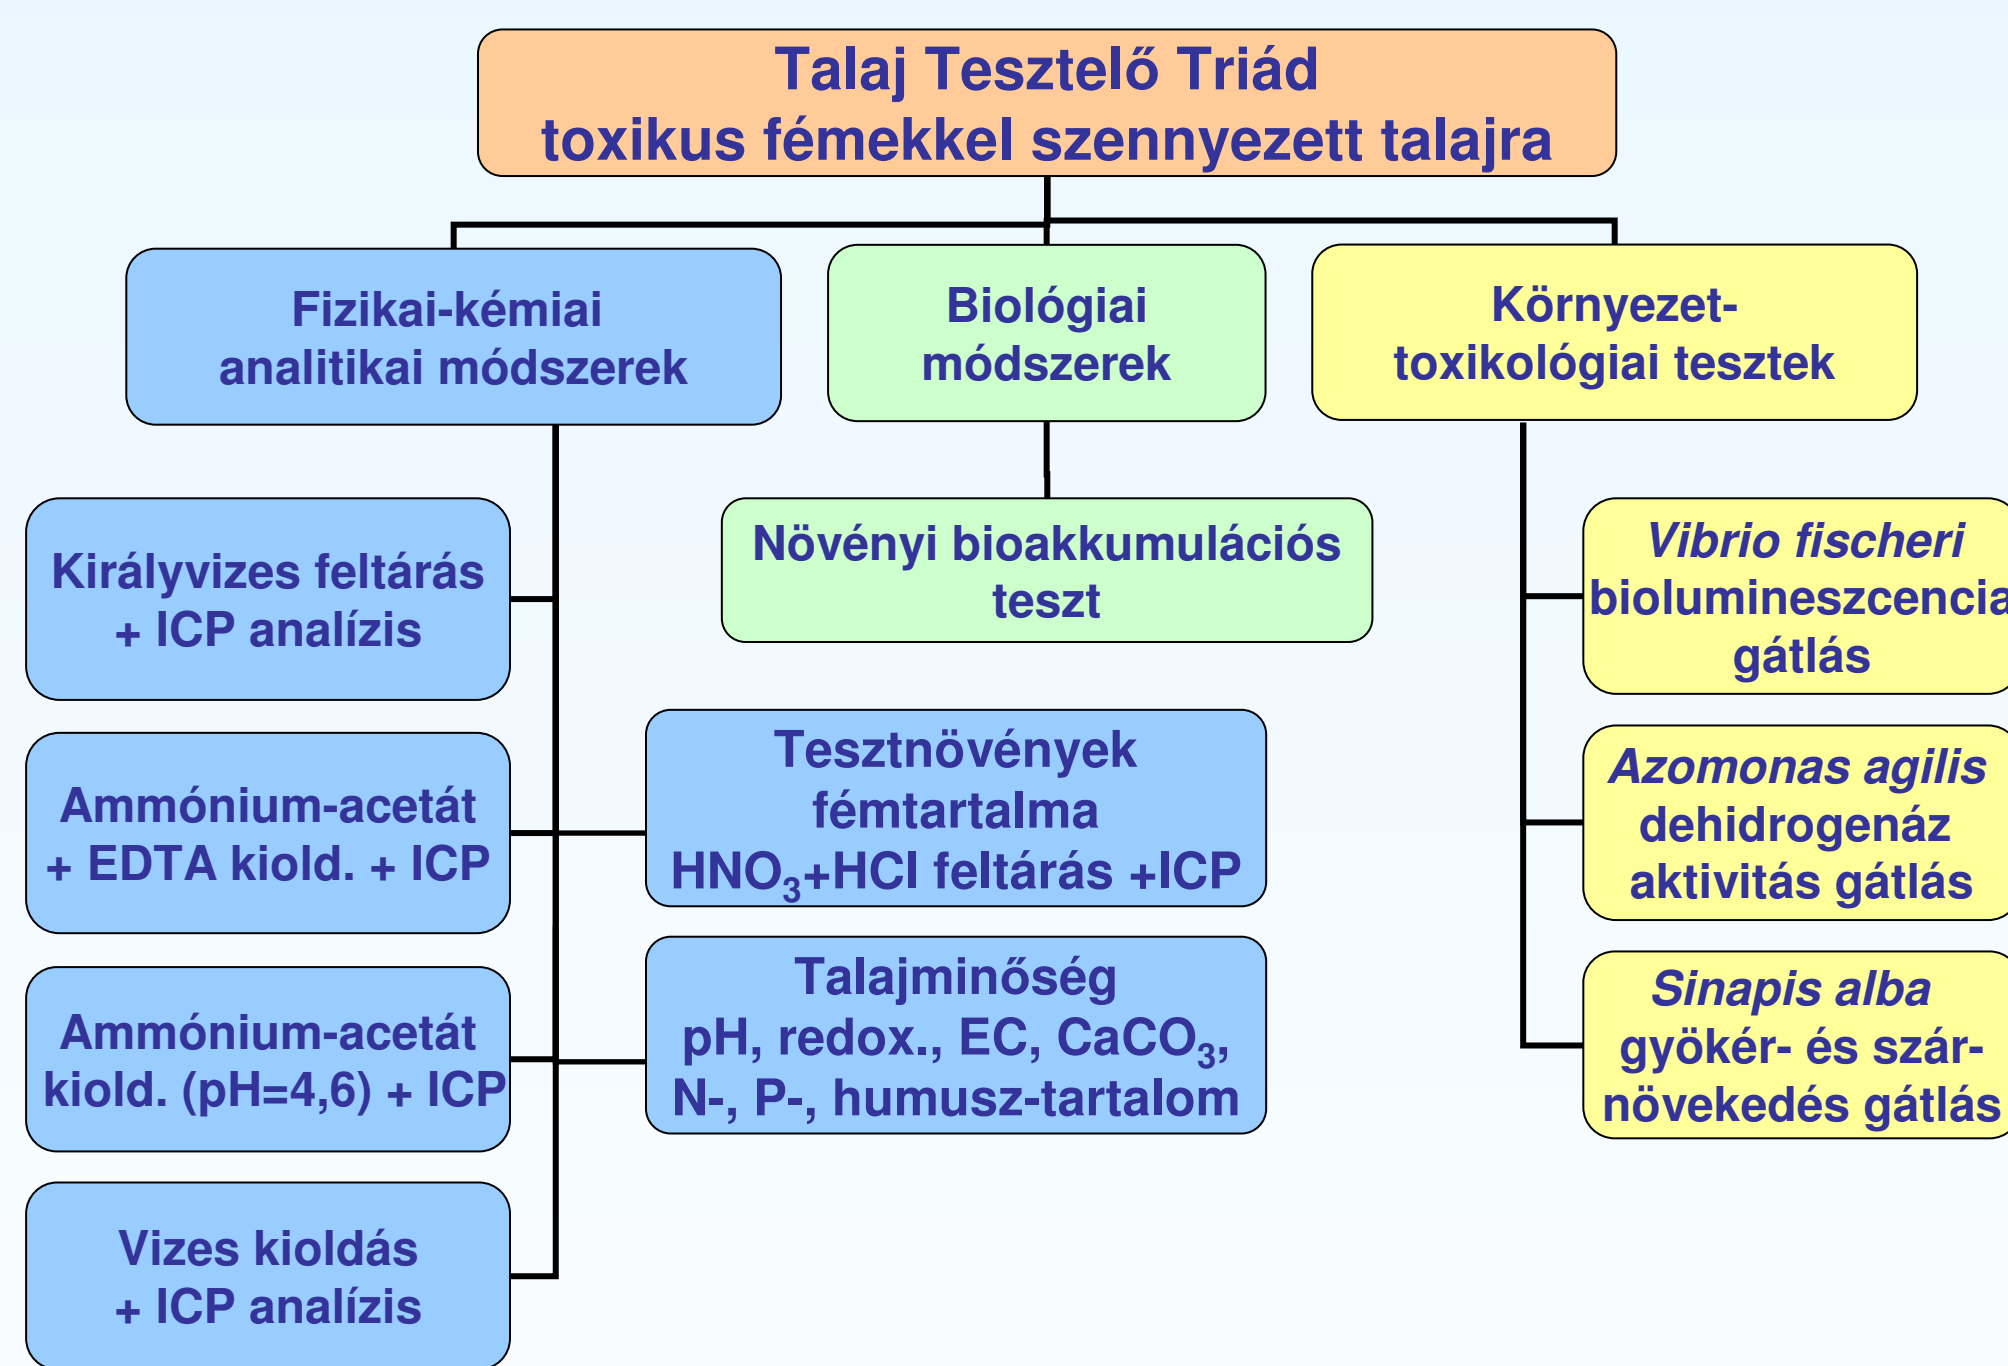 Talaj Tesztelő Triád
toxikus fémekkel szennyezett talajra
Fizikai-kémiai
analitikai módszerek
Biológiai
módszerek
Környezet-
toxikológiai tesztek
Királyvizes feltárás
+ ICP analízis
Ammónium-acetát
+ EDTA kiold. + ICP
Ammónium-acetát
kiold. (pH=4,6) + ICP
Vizes kioldás
+ ICP analízis
Tesztnövények
fémtartalma
HNO₃+HCl feltárás +ICP
Talajminőség
pH, redox., EC, CaCO₃,
N-, P-, humusz-tartalom
Növényi bioakkumulációs
teszt
Vibrio fischeri
biolumineszcencia
gátlás
Azomonas agilis
dehidrogenáz
aktivitás gátlás
Sinapis alba
gyökér- és szár-
növekedés gátlás